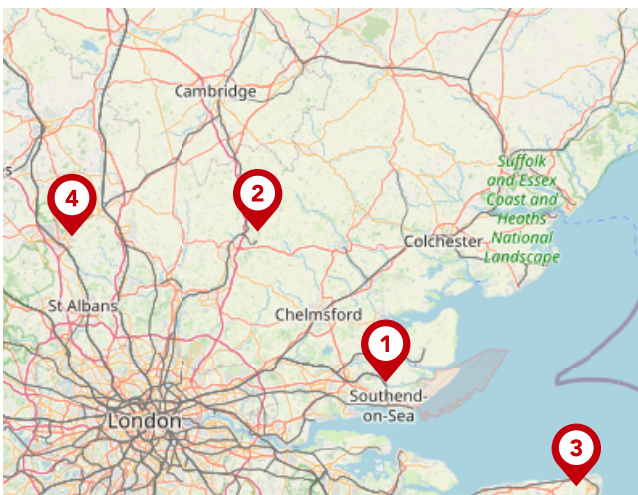 Cambridge
s
4
2
Suffolk
and Essex
Coast and
Heaths
National
Landscape
Colchester
St Albans
Chelmsford
1
Southend-
on-Sea
London
3